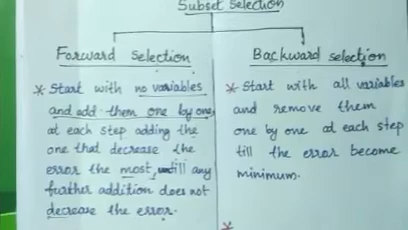 Subset Selection
Forward Selection
* Start with no variables
and add them one by one,
at each step adding the
one that decrease the
error the most, until any
further addition does not
decrease the error.
Backward selection
* Start with all variables
and remove them
one by one at each step
till the error become
minimum.
*